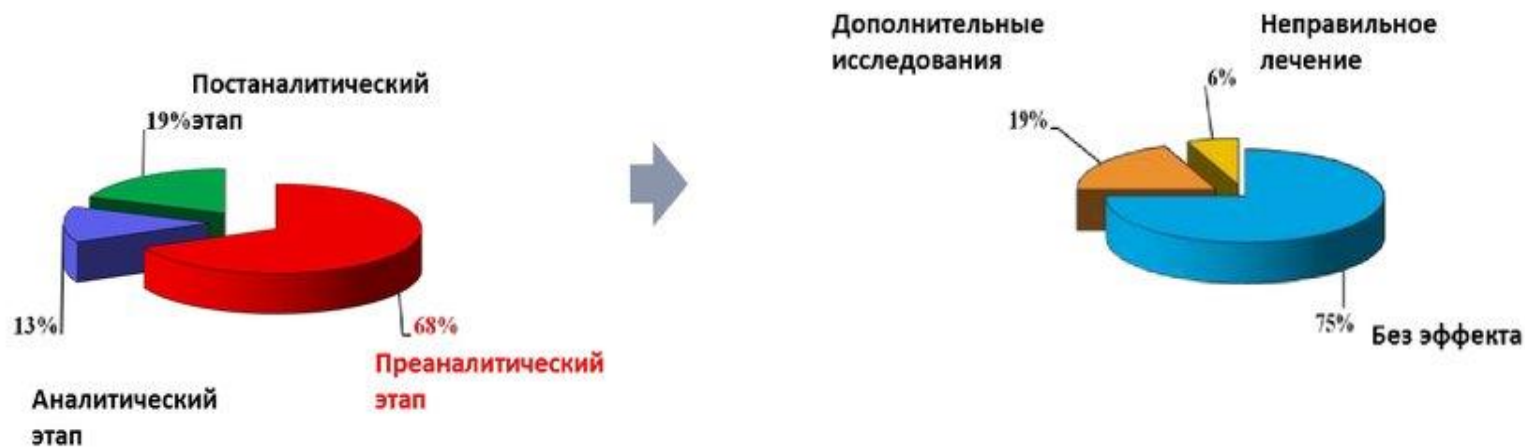 Постаналитический
19%этап
13%
68%
Преаналитический
этап
Аналитический
этап
Дополнительные
исследования
Неправильное
лечение
6%
19%
75%
Без эффекта